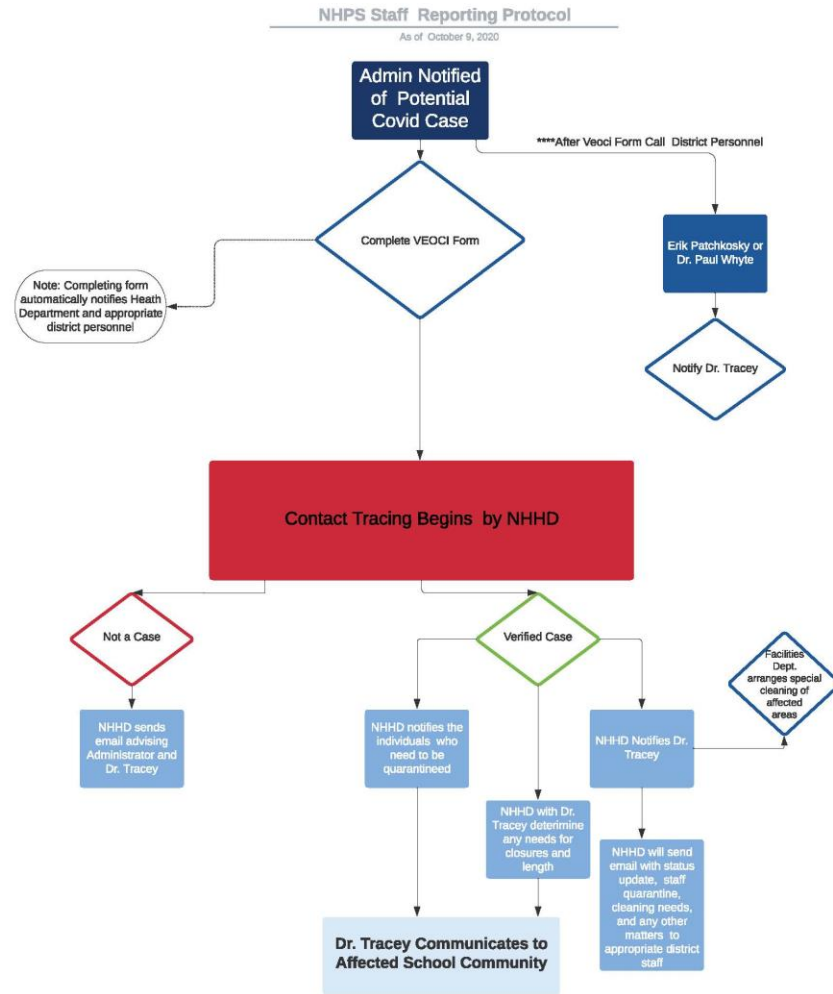 NHPS Staff  Reporting Protocol
As of  October 9, 2020
Admin Notified
of  Potential
Covid Case
****After Veoci Form Call  District Personnel
Complete VEOCI Form
Erik Patchkosky or
Dr. Paul Whyte
Note: Completing form
automatically notifies Heath
Department and appropriate
district personnel
Notify Dr. Tracey
Contact Tracing Begins  by NHHD
Not a Case
Verified Case
Facilities
Dept.
arranges special
cleaning of
affected
areas
NHHD sends
email advising
Administrator and
Dr. Tracey
NHHD notifies the
individuals  who
need to be
quarantineed
NHHD Notifies Dr.
Tracey
NHHD with Dr.
Tracey deterimine
any needs for
closures and
length
NHHD will send
email with status
update,  staff
quarantine,
cleaning needs,
and any other
matters  to
appropriate district
staff
Dr. Tracey Communicates to
Affected School Community